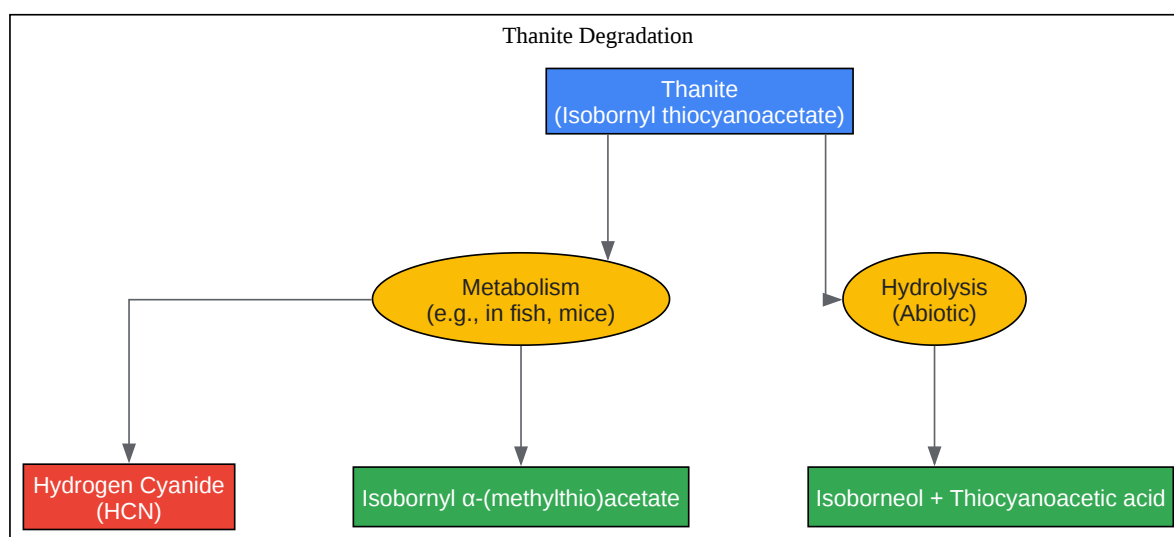 Thanite Degradation
Thanite
(Isobornyl thiocyanoacetate)
Metabolism
(e.g., in fish, mice)
Hydrolysis
(Abiotic)
Hydrogen Cyanide
(HCN)
Isobornyl α-(methylthio)acetate
Isoborneol + Thiocyanoacetic acid